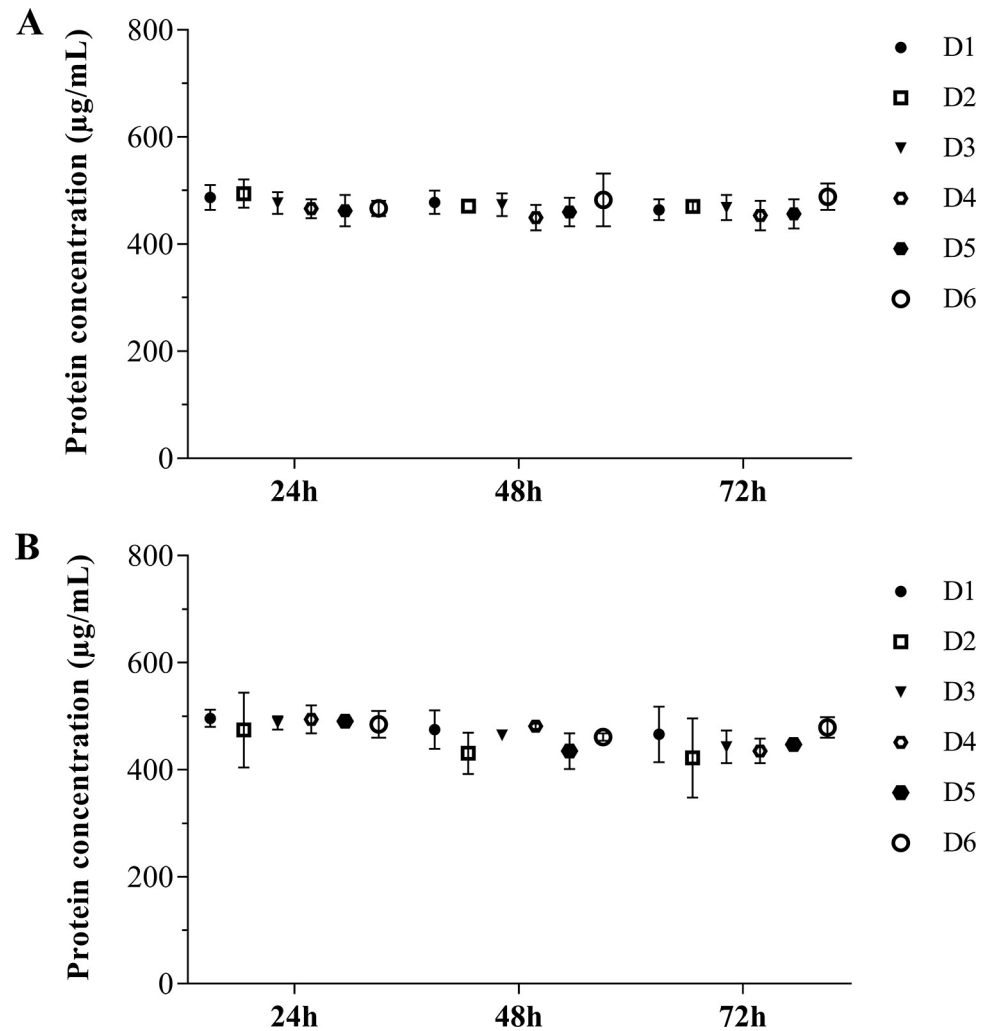 A
Protein concentration (µg/mL)
800
600
400
200
0
24h
48h
72h
D1
D2
D3
D4
D5
D6
B
Protein concentration (µg/mL)
800
600
400
200
0
24h
48h
72h
D1
D2
D3
D4
D5
D6